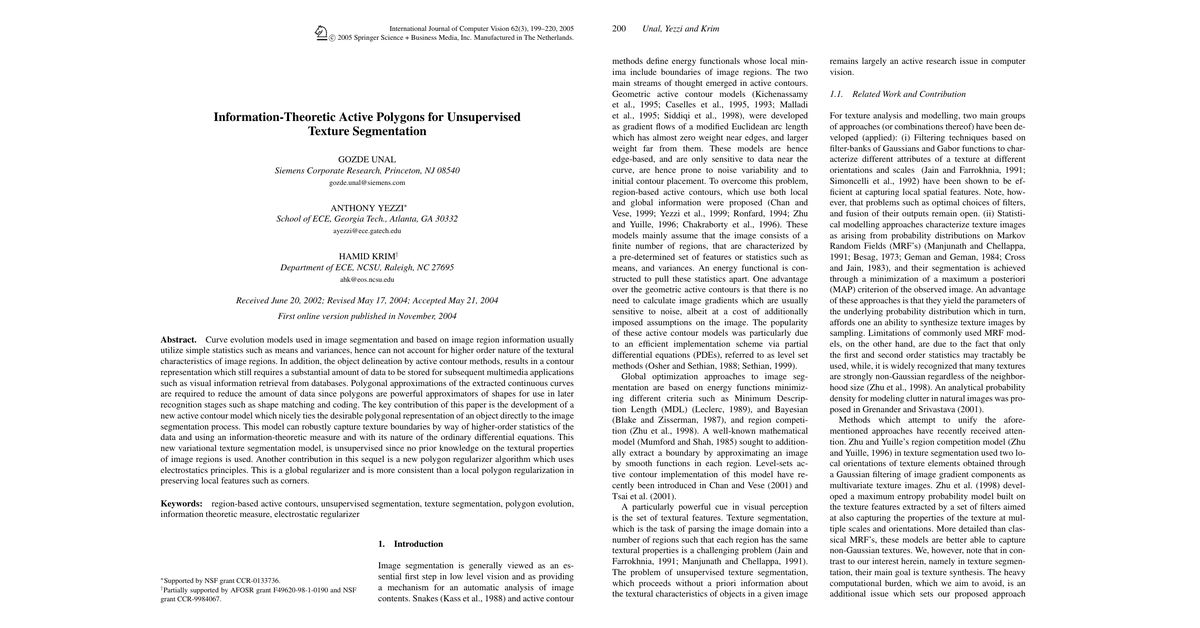 International Journal of Computer Vision 62(3), 199–220, 2005
© 2005 Springer Science + Business Media, Inc. Manufactured in The Netherlands.
Information-Theoretic Active Polygons for Unsupervised
Texture Segmentation
GOZDE UNAL
Siemens Corporate Research, Princeton, NJ 08540
gozde.unal@siemens.com
ANTHONY YEZZI*
School of ECE, Georgia Tech., Atlanta, GA 30332
ayezzi@ece.gatech.edu
HAMID KRIM†
Department of ECE, NCSU, Raleigh, NC 27695
ahk@eos.ncsu.edu
Received June 20, 2002; Revised May 17, 2004; Accepted May 21, 2004
First online version published in November, 2004
Abstract. Curve evolution models used in image segmentation and based on image region information usually
utilize simple statistics such as means and variances, hence can not account for higher order nature of the textural
characteristics of image regions. In addition, the object delineation by active contour methods, results in a contour
representation which still requires a substantial amount of data to be stored for subsequent multimedia applications
such as visual information retrieval from databases. Polygonal approximations of the extracted continuous curves
are required to reduce the amount of data since polygons are powerful approximators of shapes for use in later
recognition stages such as shape matching and coding. The key contribution of this paper is the development of a
new active contour model which nicely ties the desirable polygonal representation of an object directly to the image
segmentation process. This model can robustly capture texture boundaries by way of higher-order statistics of the
data and using an information-theoretic measure and with its nature of the ordinary differential equations. This
new variational texture segmentation model, is unsupervised since no prior knowledge on the textural properties
of image regions is used. Another contribution in this sequel is a new polygon regularizer algorithm which uses
electrostatics principles. This is a global regularizer and is more consistent than a local polygon regularization in
preserving local features such as corners.
Keywords: region-based active contours, unsupervised segmentation, texture segmentation, polygon evolution,
information theoretic measure, electrostatic regularizer
*Supported by NSF grant CCR-0133736.
†Partially supported by AFOSR grant F49620-98-1-0190 and NSF
grant CCR-9984067.
1. Introduction
Image segmentation is generally viewed as an es-
sential first step in low level vision and as providing
a mechanism for an automatic analysis of image
contents. Snakes (Kass et al., 1988) and active contour
200 Unal, Yezzi and Krim
methods define energy functionals whose local min-
ima include boundaries of image regions. The two
main streams of thought emerged in active contours.
Geometric active contour models (Kichenassamy
et al., 1995; Caselles et al., 1995, 1993; Malladi
et al., 1995; Siddiqi et al., 1998), were developed
as gradient flows of a modified Euclidean arc length
which has almost zero weight near edges, and larger
weight far from them. These models are hence
edge-based, and are only sensitive to data near the
curve, are hence prone to noise variability and to
initial contour placement. To overcome this problem,
region-based active contours, which use both local
and global information were proposed (Chan and
Vese, 1999; Yezzi et al., 1999; Ronfard, 1994; Zhu
and Yuille, 1996; Chakraborty et al., 1996). These
models mainly assume that the image consists of a
finite number of regions, that are characterized by
a pre-determined set of features or statistics such as
means, and variances. An energy functional is con-
structed to pull these statistics apart. One advantage
over the geometric active contours is that there is no
need to calculate image gradients which are usually
sensitive to noise, albeit at a cost of additionally
imposed assumptions on the image. The popularity
of these active contour models was particularly due
to an efficient implementation scheme via partial
differential equations (PDEs), referred to as level set
methods (Osher and Sethian, 1988; Sethian, 1999).
Global optimization approaches to image seg-
mentation are based on energy functions minimiz-
ing different criteria such as Minimum Descrip-
tion Length (MDL) (Leclerc, 1989), and Bayesian
(Blake and Zisserman, 1987), and region competi-
tion (Zhu et al., 1998). A well-known mathematical
model (Mumford and Shah, 1985) sought to addition-
ally extract a boundary by approximating an image
by smooth functions in each region. Level-sets ac-
tive contour implementation of this model have re-
cently been introduced in Chan and Vese (2001) and
Tsai et al. (2001).
A particularly powerful cue in visual perception
is the set of textural features. Texture segmentation,
which is the task of parsing the image domain into a
number of regions such that each region has the same
textural properties is a challenging problem (Jain and
Farrokhnia, 1991; Manjunath and Chellappa, 1991).
The problem of unsupervised texture segmentation,
which proceeds without a priori information about
the textural characteristics of objects in a given image
remains largely an active research issue in computer
vision.
1.1. Related Work and Contribution
For texture analysis and modelling, two main groups
of approaches (or combinations thereof) have been de-
veloped (applied): (i) Filtering techniques based on
filter-banks of Gaussians and Gabor functions to char-
acterize different attributes of a texture at different
orientations and scales (Jain and Farrokhnia, 1991;
Simoncelli et al., 1992) have been shown to be ef-
ficient at capturing local spatial features. Note, how-
ever, that problems such as optimal choices of filters,
and fusion of their outputs remain open. (ii) Statisti-
cal modelling approaches characterize texture images
as arising from probability distributions on Markov
Random Fields (MRF's) (Manjunath and Chellappa,
1991; Besag, 1973; Geman and Geman, 1984; Cross
and Jain, 1983), and their segmentation is achieved
through a minimization of a maximum a posteriori
(MAP) criterion of the observed image. An advantage
of these approaches is that they yield the parameters of
the underlying probability distribution which in turn,
affords one an ability to synthesize texture images by
sampling. Limitations of commonly used MRF mod-
els, on the other hand, are due to the fact that only
the first and second order statistics may tractably be
used, while, it is widely recognized that many textures
are strongly non-Gaussian regardless of the neighbor-
hood size (Zhu et al., 1998). An analytical probability
density for modeling clutter in natural images was pro-
posed in Grenander and Srivastava (2001).
Methods which attempt to unify the afore-
mentioned approaches have recently received atten-
tion. Zhu and Yuille's region competition model (Zhu
and Yuille, 1996) in texture segmentation used two lo-
cal orientations of texture elements obtained through
a Gaussian filtering of image gradient components as
multivariate texture images. Zhu et al. (1998) devel-
oped a maximum entropy probability model built on
the texture features extracted by a set of filters aimed
at also capturing the properties of the texture at mul-
tiple scales and orientations. More detailed than clas-
sical MRF's, these models are better able to capture
non-Gaussian textures. We, however, note that in con-
trast to our interest herein, namely in texture segmen-
tation, their main goal is texture synthesis. The heavy
computational burden, which we aim to avoid, is an
additional issue which sets our proposed approach